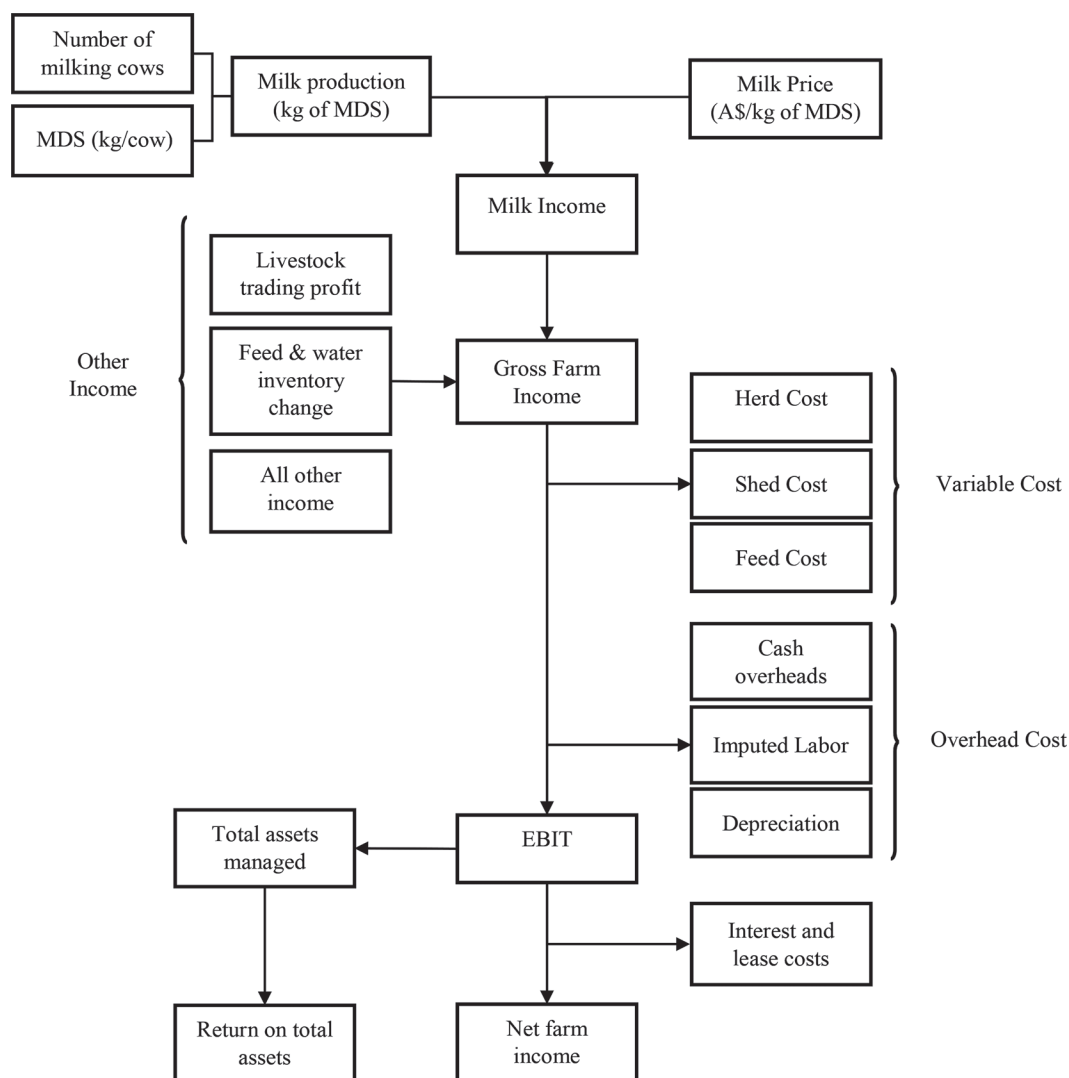 Number of
milking cows
MDS (kg/cow)
Milk production
(kg of MDS)
Milk Price
(A$/kg of MDS)
Milk Income
Other
Income
Livestock
trading profit
Feed & water
inventory
change
All other
income
Gross Farm
Income
Herd Cost
Shed Cost
Feed Cost
Variable Cost
Cash
overheads
Imputed Labor
Depreciation
Overhead Cost
EBIT
Total assets
managed
Interest and
lease costs
Return on total
assets
Net farm
income